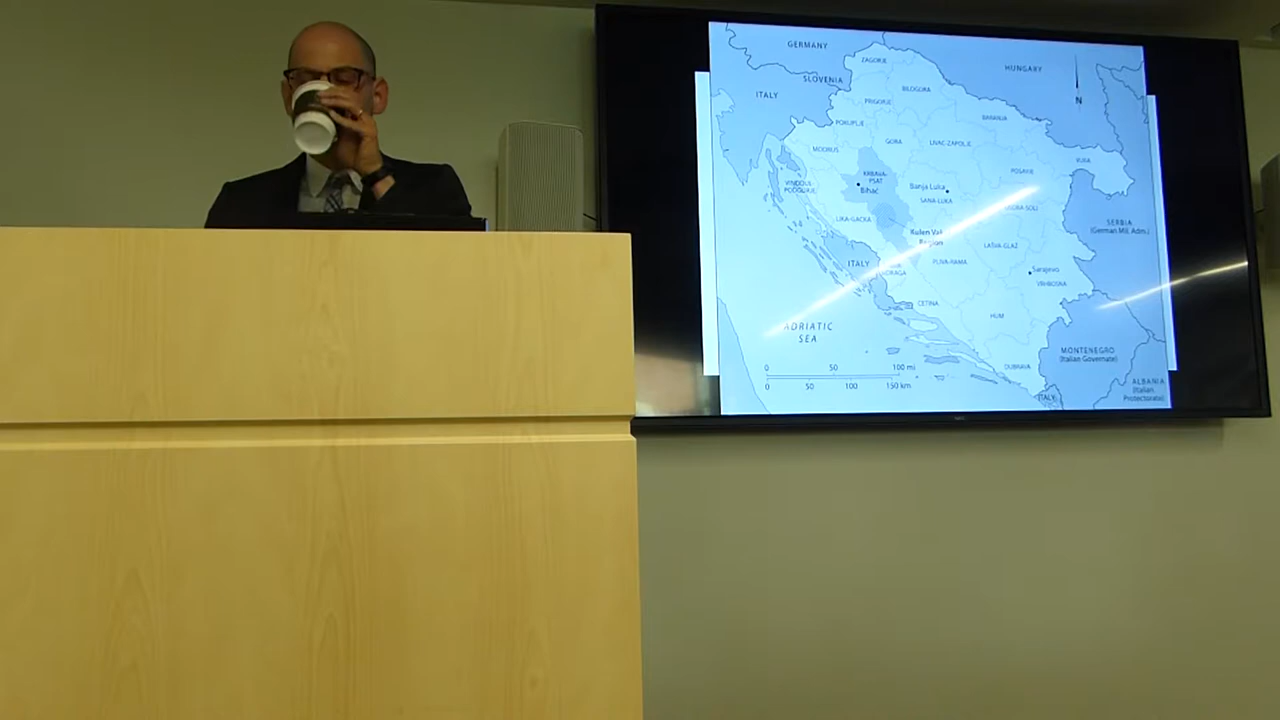 GERMANY
HUNGARY
SLOVENIA
ITALY
N
ZAGORJE
BILOGORA
PRIGORJE
POKUPLJE
BARANJA
GORA
LIVAC-ZAPOLJE
MODRUS
VUKA
POSAVJE
KRBAVA-
PSAT
Bihać
Banja Luka
SANA-LUKA
VINODOL-
PODGORJE
LIKA-GACKA
SERBIA
(German Mil. Adm.)
Kulen Vakuf
Region
LAŠVA-GLAŽ
ITALY
PLIVA-RAMA
Sarajevo
VRHBOSNA
CETINA
HUM
ADRIATIC
SEA
MONTENEGRO
(Italian Governate)
DUBRAVA
ALBANIA
(Italian
Protectorate)
ITALY
0 50 100 mi
0 50 100 150 km